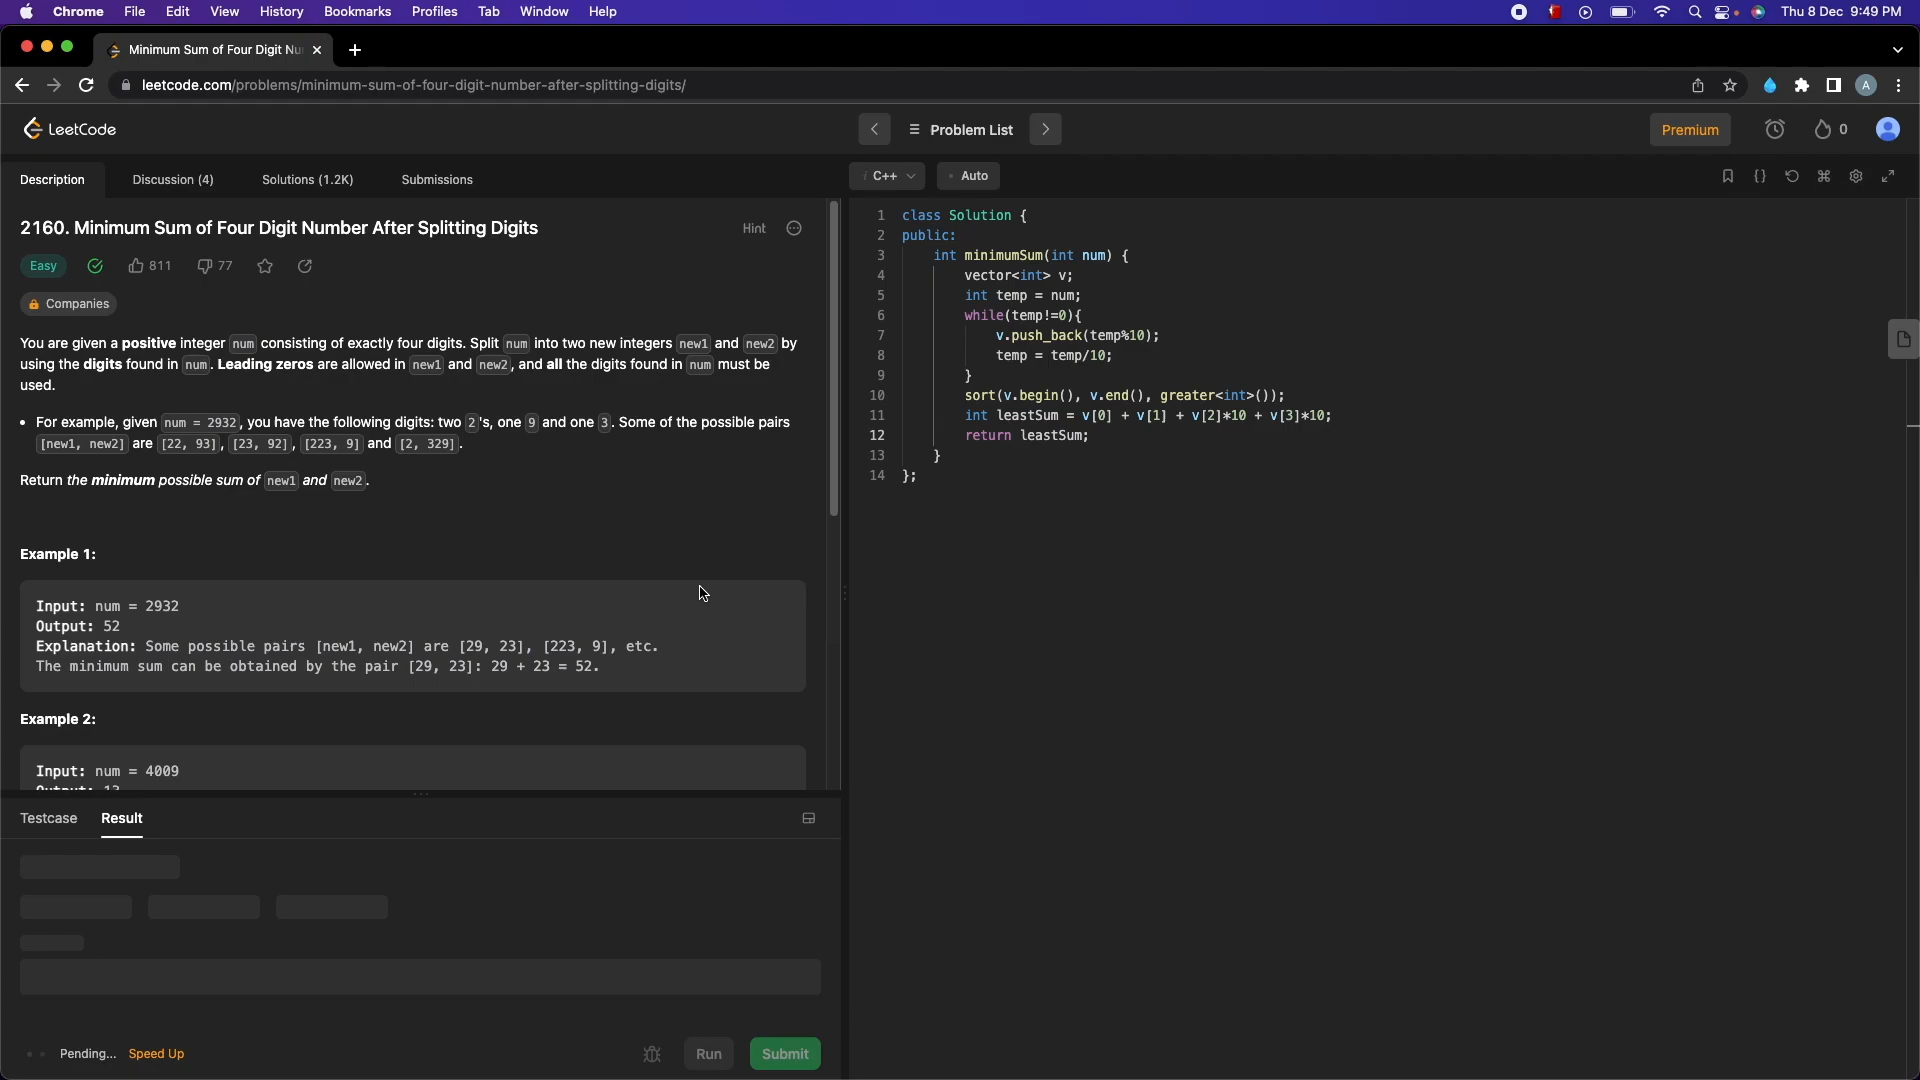 Chrome File Edit View History Bookmarks Profiles Tab Window Help
Thu 8 Dec 9:49 PM
Minimum Sum of Four Digit Nu
leetcode.com/problems/minimum-sum-of-four-digit-number-after-splitting-digits/
A
LeetCode
Problem List
Premium
0
Description Discussion (4) Solutions (1.2K) Submissions
2160. Minimum Sum of Four Digit Number After Splitting Digits
Hint
Easy 811 77
Companies
You are given a positive integer num consisting of exactly four digits. Split num into two new integers new1 and new2 by
using the digits found in num. Leading zeros are allowed in new1 and new2, and all the digits found in num must be
used.
• For example, given num = 2932, you have the following digits: two 2's, one 9 and one 3. Some of the possible pairs
[new1, new2] are [22, 93], [23, 92], [223, 9] and [2, 329].
Return the minimum possible sum of new1 and new2.
Example 1:
Input: num = 2932
Output: 52
Explanation: Some possible pairs [new1, new2] are [29, 23], [223, 9], etc.
The minimum sum can be obtained by the pair [29, 23]: 29 + 23 = 52.
Example 2:
Input: num = 4009
Output: 13
Testcase Result
Pending... Speed Up
Run Submit
i C++ Auto
1 class Solution {
2 public:
3 int minimumSum(int num) {
4 vector<int> v;
5 int temp = num;
6 while(temp!=0){
7 v.push_back(temp%10);
8 temp = temp/10;
9 }
10 sort(v.begin(), v.end(), greater<int>());
11 int leastSum = v[0] + v[1] + v[2]*10 + v[3]*10;
12 return leastSum;
13 }
14 };